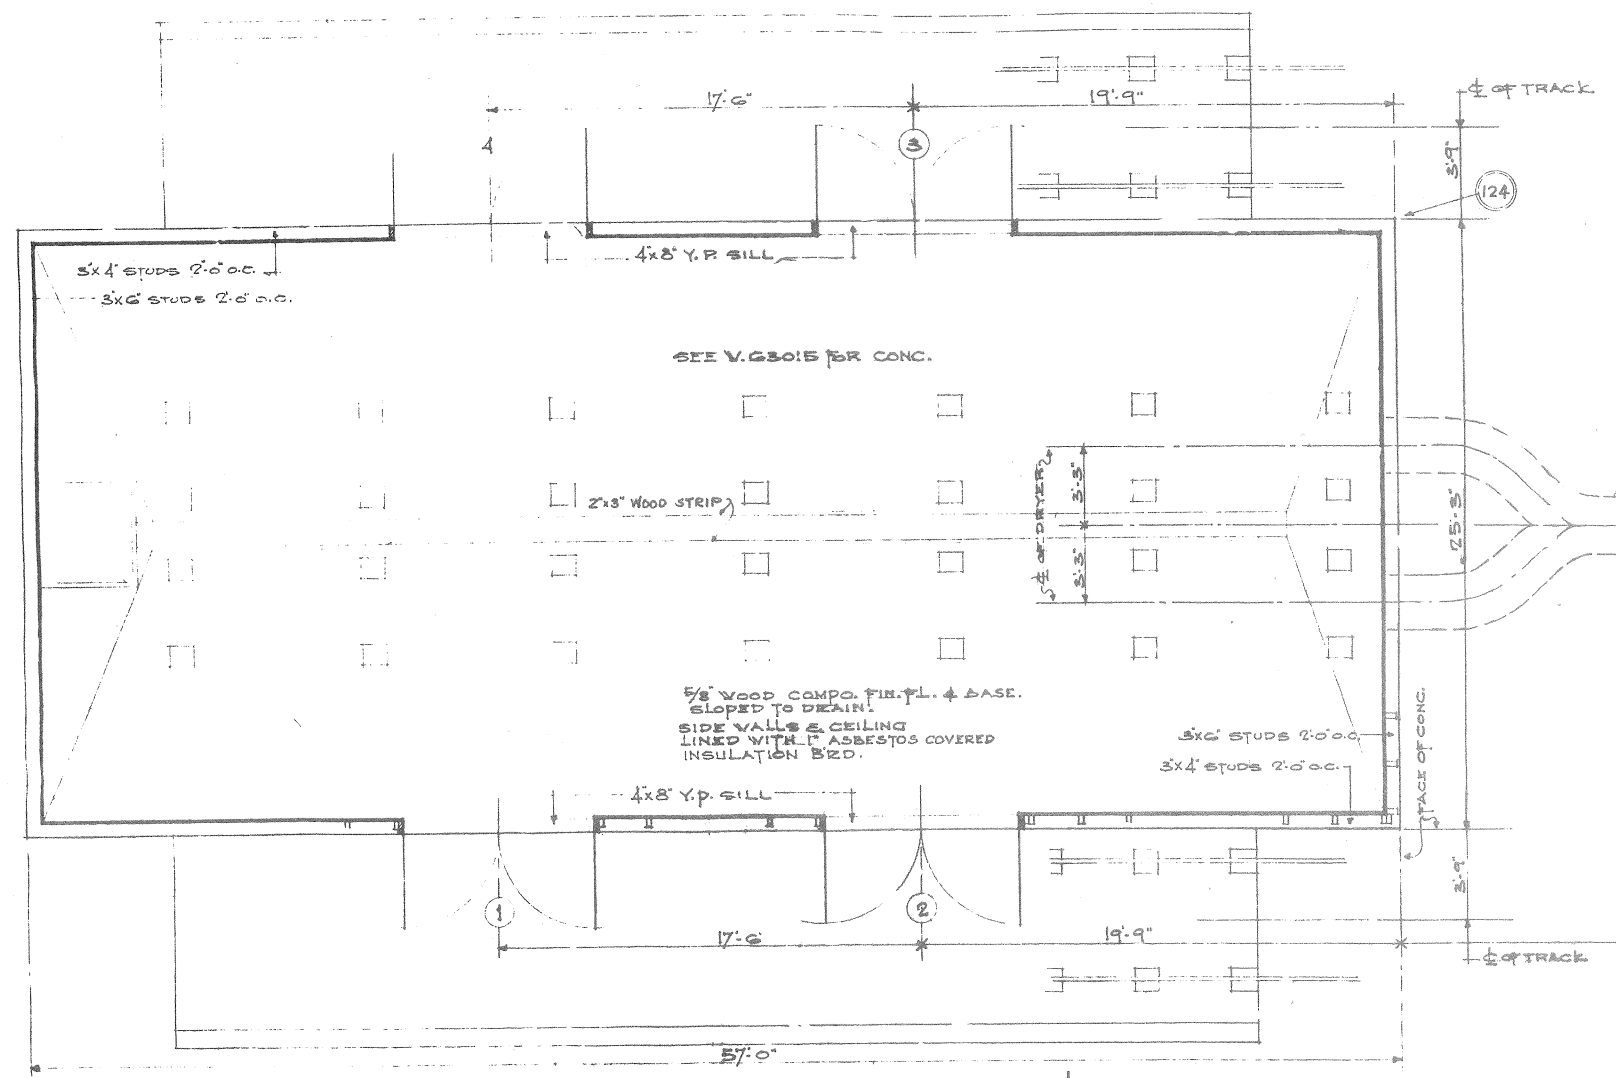 17'-6"
19'-9"
℄ OF TRACK
4
3
3'-9"
124
4"x8" Y.P. SILL
3"x4" STUDS 2'-0" O.C.
3"x6" STUDS 2'-0" O.C.
SEE V.63015 FOR CONC.
2"x3" WOOD STRIP
℄ OF DRYER
3'-3"
3'-3"
5/8" WOOD COMPO. FIN. FL. & BASE.
SLOPED TO DRAIN.
SIDE WALLS & CEILING
LINED WITH 1" ASBESTOS COVERED
INSULATION B'RD.
3"x6" STUDS 2'-0" O.C.
3"x4" STUDS 2'-0" O.C.
FACE OF CONC.
4"x8" Y.P. SILL
1
2
3'-9"
17'-6"
19'-9"
℄ OF TRACK
57'-0"